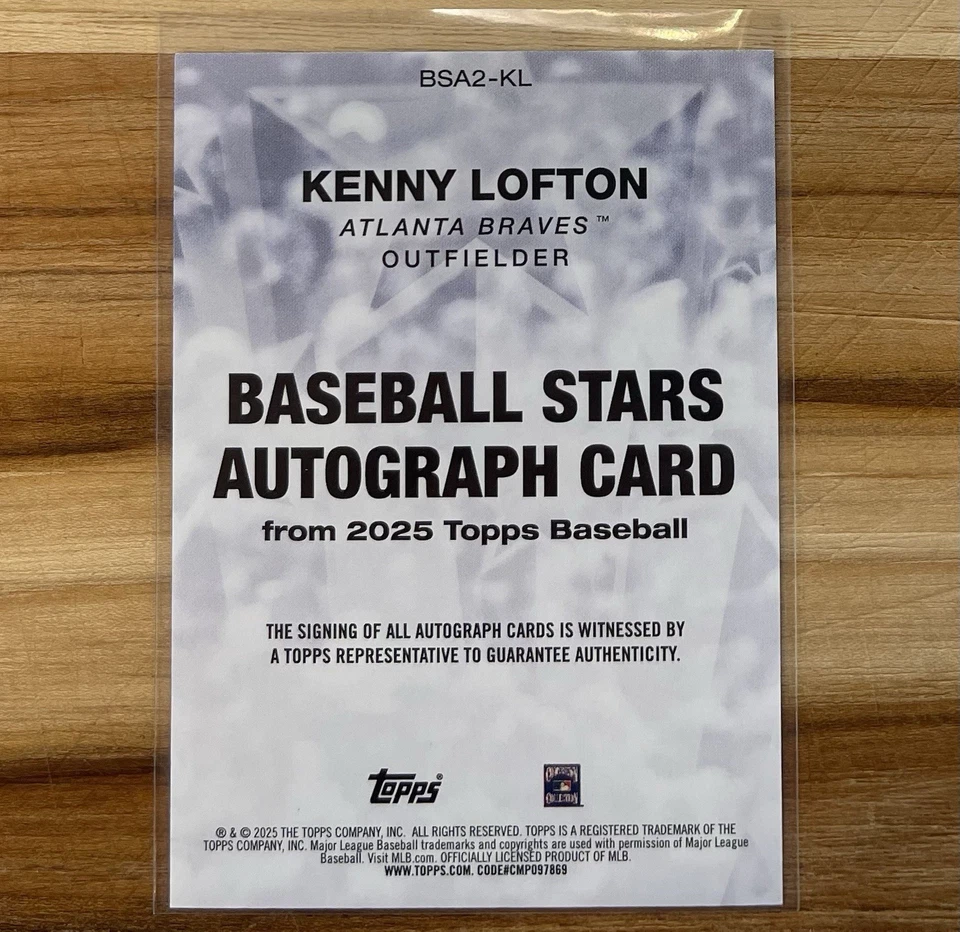 BSA2-KL
KENNY LOFTON
ATLANTA BRAVES™
OUTFIELDER
BASEBALL STARS
AUTOGRAPH CARD
from 2025 Topps Baseball
THE SIGNING OF ALL AUTOGRAPH CARDS IS WITNESSED BY
A TOPPS REPRESENTATIVE TO GUARANTEE AUTHENTICITY.
topps®
® & © 2025 THE TOPPS COMPANY, INC. ALL RIGHTS RESERVED. TOPPS IS A REGISTERED TRADEMARK OF THE
TOPPS COMPANY, INC. Major League Baseball trademarks and copyrights are used with permission of Major League
Baseball. Visit MLB.com. OFFICIALLY LICENSED PRODUCT OF MLB.
WWW.TOPPS.COM. CODE#CMP097869